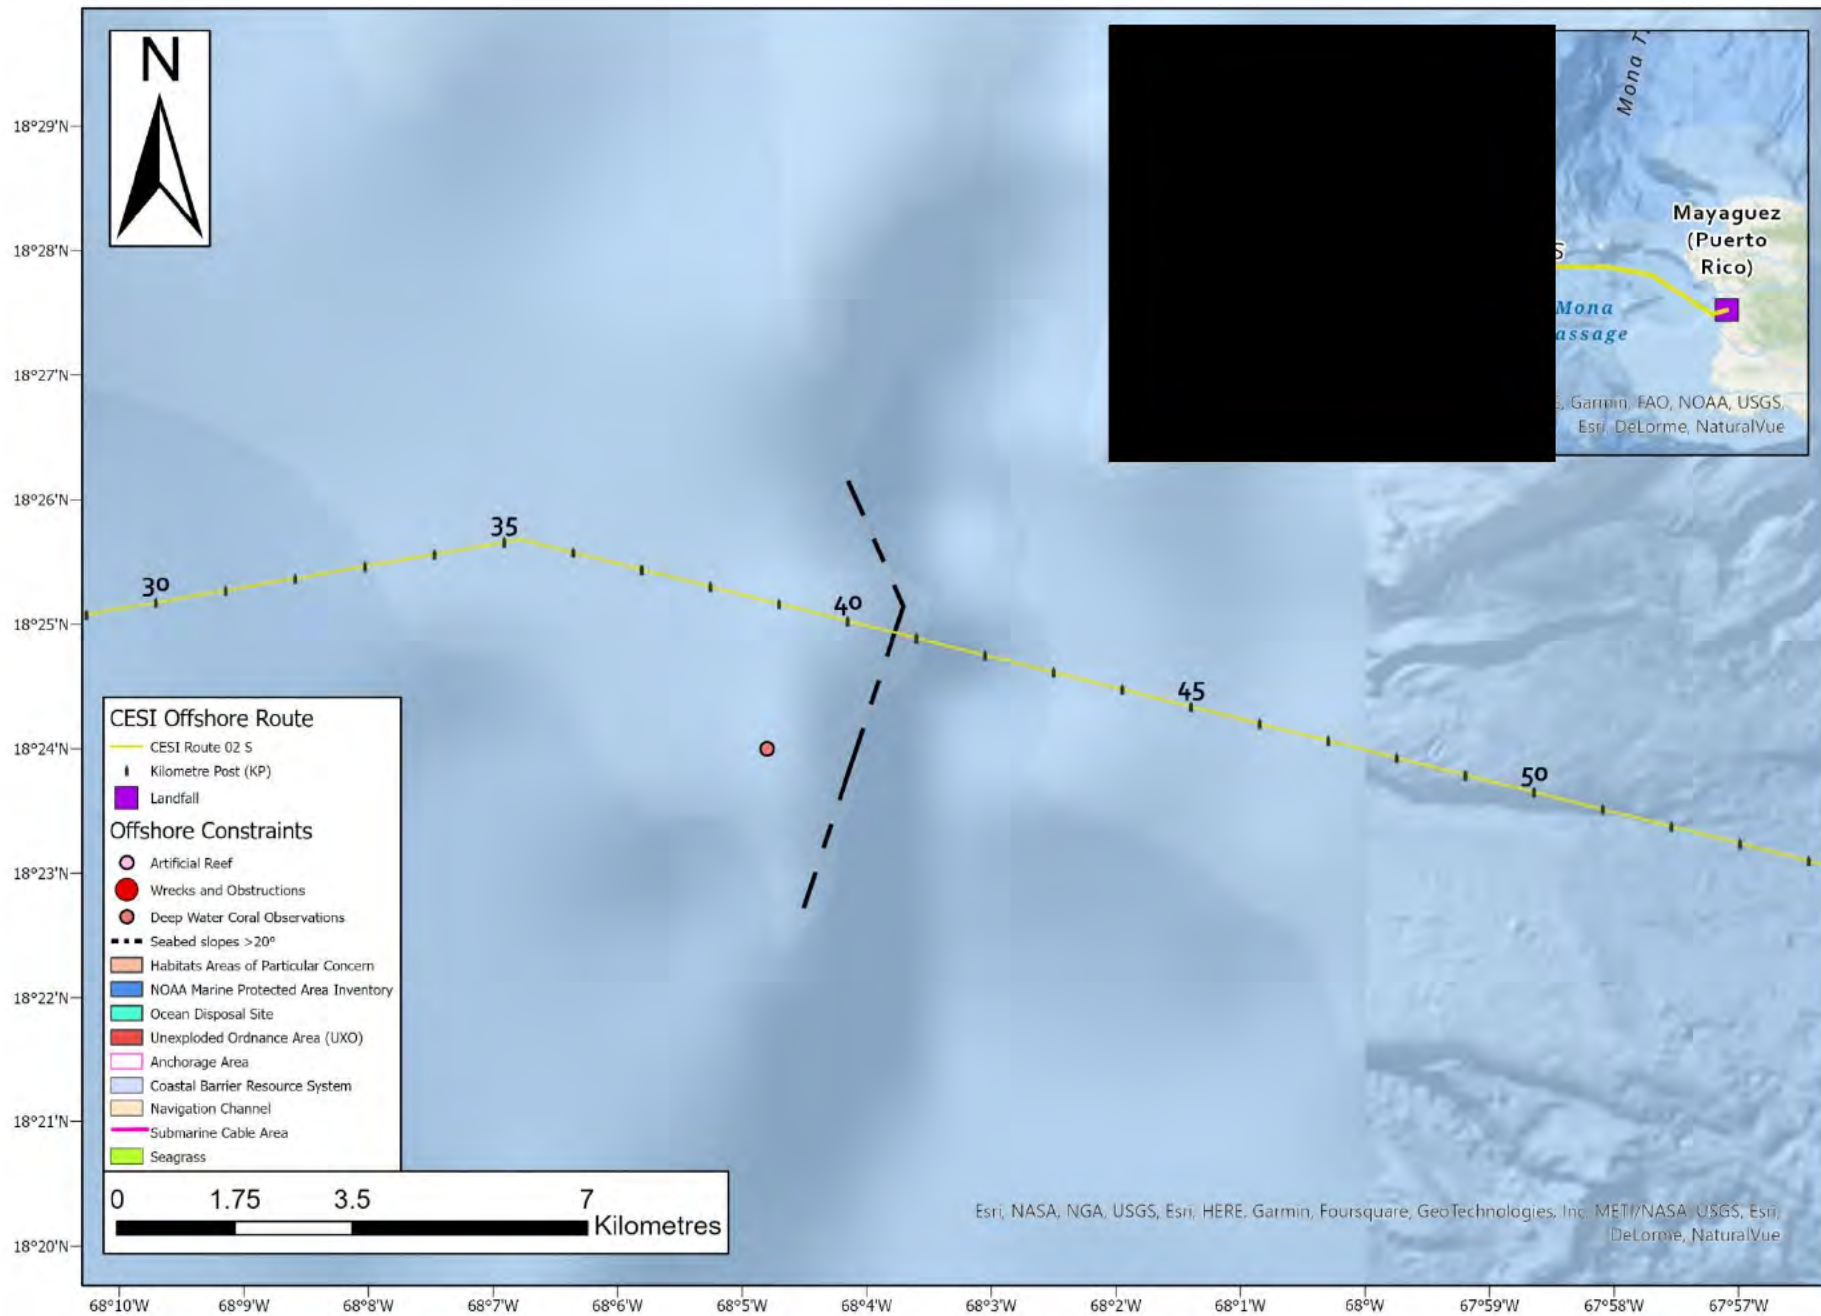 N
Mona T
Mayaguez
(Puerto
Rico)
S
Mona
assage
, Garmin, FAO, NOAA, USGS,
Esri, DeLorme, NaturalVue
18°29'N
18°28'N
18°27'N
18°26'N
18°25'N
18°24'N
18°23'N
18°22'N
18°21'N
18°20'N
30
35
40
45
50
CESI Offshore Route
CESI Route 02 S
Kilometre Post (KP)
Landfall
Offshore Constraints
Artificial Reef
Wrecks and Obstructions
Deep Water Coral Observations
Seabed slopes >20°
Habitats Areas of Particular Concern
NOAA Marine Protected Area Inventory
Ocean Disposal Site
Unexploded Ordnance Area (UXO)
Anchorage Area
Coastal Barrier Resource System
Navigation Channel
Submarine Cable Area
Seagrass
0 1.75 3.5 7
Kilometres
Esri, NASA, NGA, USGS, Esri, HERE, Garmin, Foursquare, GeoTechnologies, Inc, METI/NASA, USGS, Esri,
DeLorme, NaturalVue
68°10'W 68°9'W 68°8'W 68°7'W 68°6'W 68°5'W 68°4'W 68°3'W 68°2'W 68°1'W 68°W 67°59'W 67°58'W 67°57'W